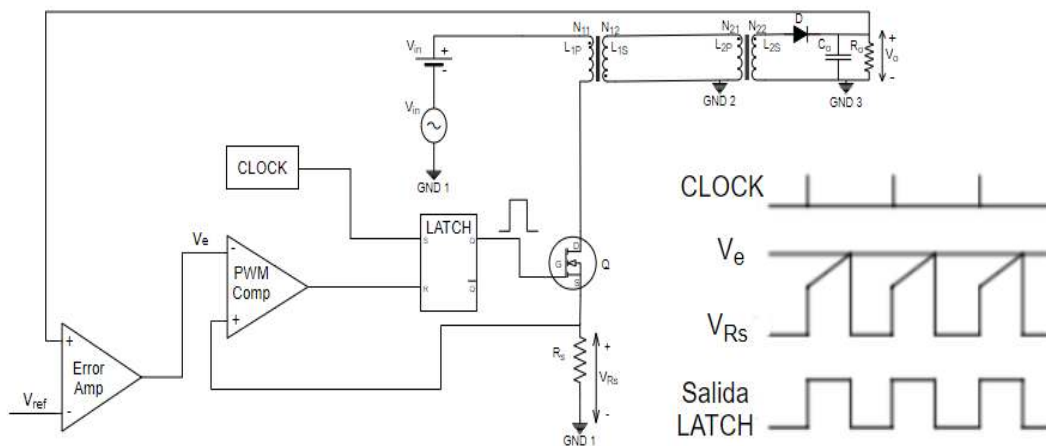 N11 N12 N21 N22 D
Vin + L1P L1S L2P L2S Co Ro + Vo
-
-
GND 2 GND 3
Vin
GND 1
CLOCK
LATCH
S Q
R Q
Ve
-
PWM
Comp
+
D
G Q
S
Rs + VRs
-
GND 1
+
Error
Amp
-
Vref
CLOCK
Ve
VRs
Salida
LATCH